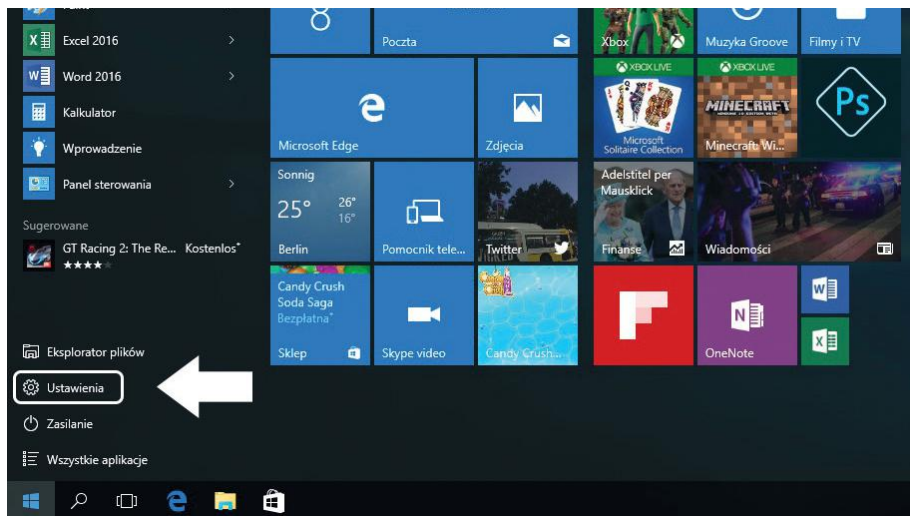 Paint
Excel 2016
Word 2016
Kalkulator
Wprowadzenie
Panel sterowania
Sugerowane
GT Racing 2: The Re... Kostenlos*
Eksplorator plików
Ustawienia
Zasilanie
Wszystkie aplikacje
8
Poczta
Microsoft Edge
Zdjęcia
Sonnig
25° 26°
16°
Berlin
Pomocnik tele...
Twitter
Candy Crush
Soda Saga
Bezpłatna*
Sklep
Skype video
Candy Crush...
Xbox
Muzyka Groove
Filmy i TV
XBOX LIVE
Microsoft
Solitaire Collection
XBOX LIVE
MINECRAFT
Minecraft: Wi...
Ps
Adelstitel per
Mausklick
Finanse
Wiadomości
OneNote